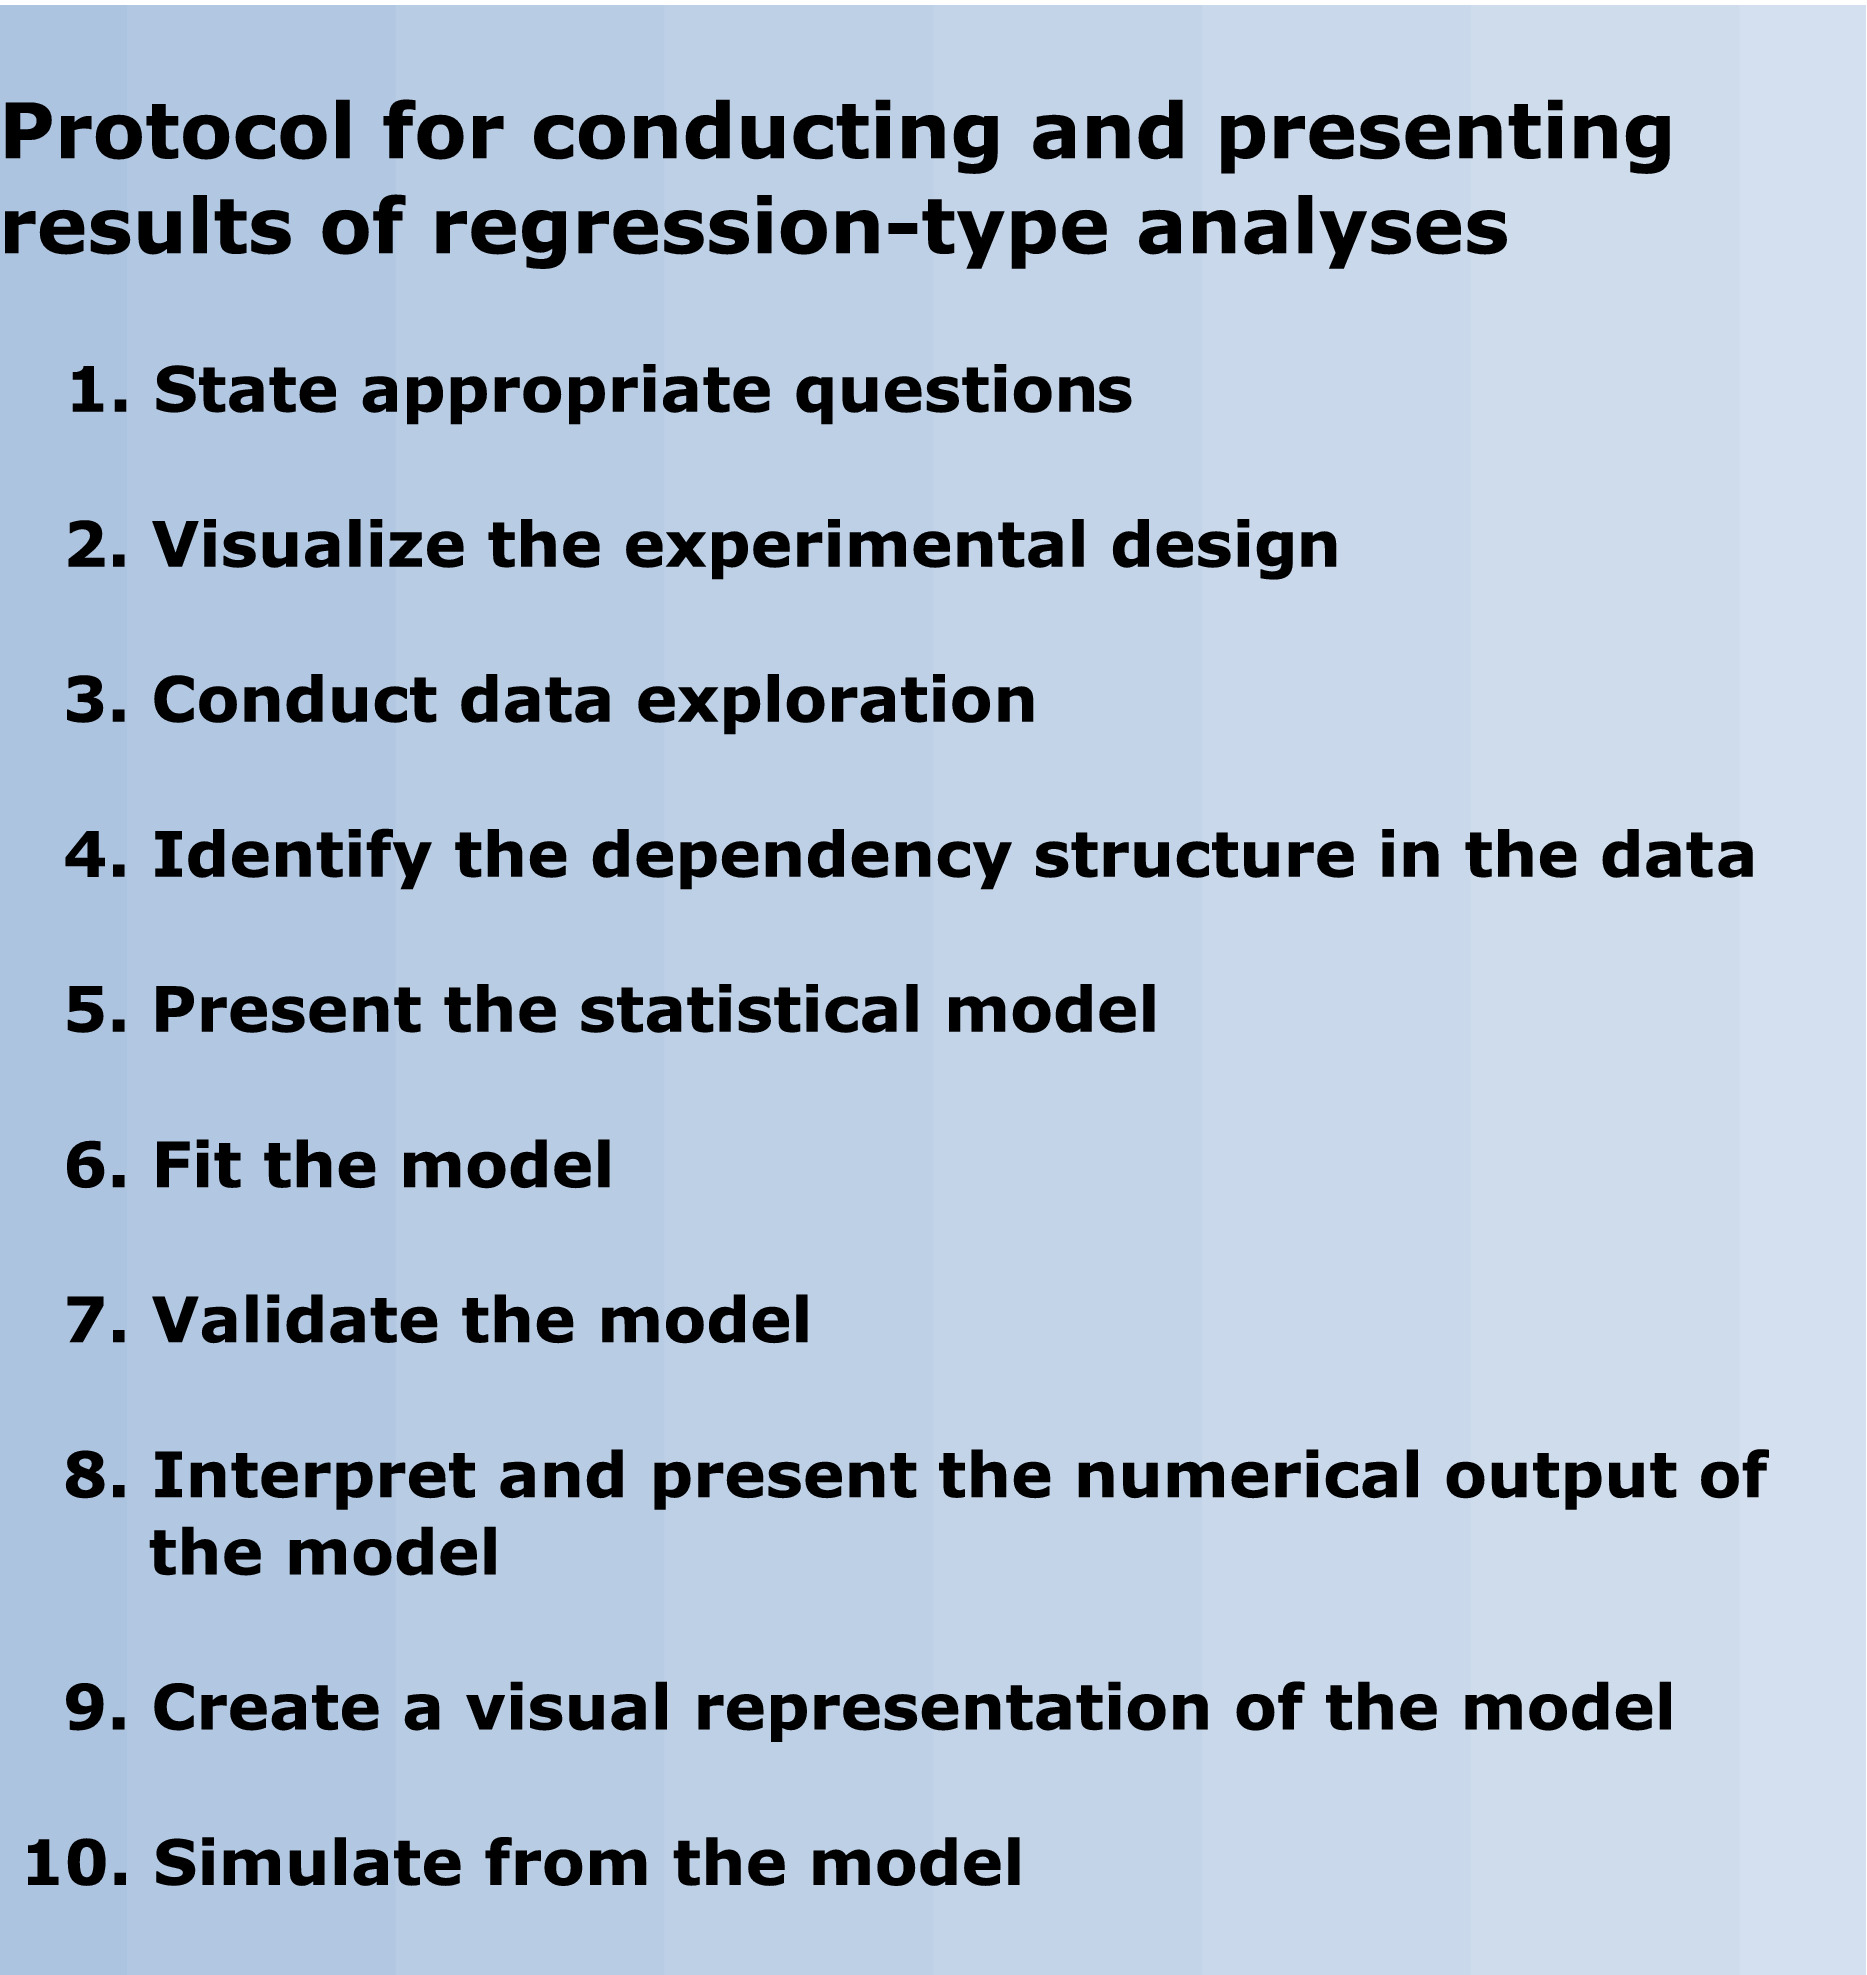 Protocol for conducting and presenting
results of regression-type analyses
1. State appropriate questions
2. Visualize the experimental design
3. Conduct data exploration
4. Identify the dependency structure in the data
5. Present the statistical model
6. Fit the model
7. Validate the model
8. Interpret and present the numerical output of
the model
9. Create a visual representation of the model
10. Simulate from the model